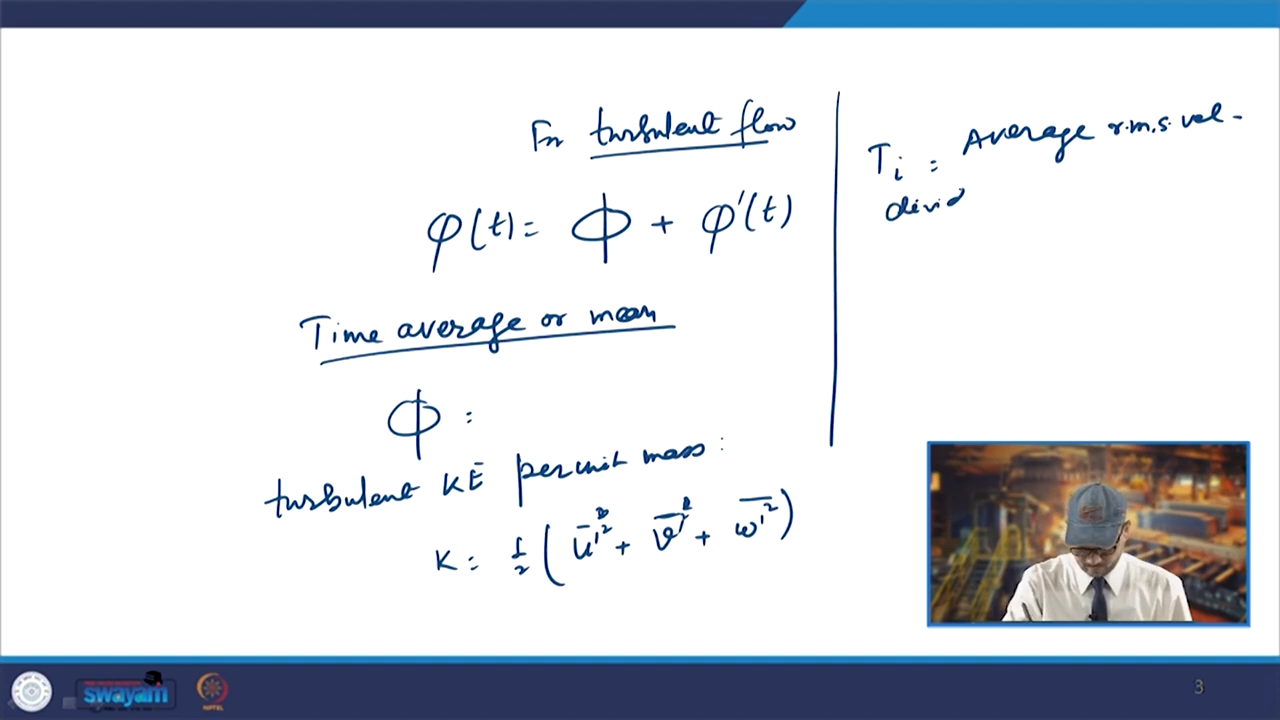 For turbulent flow
φ(t) = Φ + φ'(t)
Time average or mean
Φ =
turbulent KE per unit mass :
K = 1/2 ( u̅'² + v̅'² + w̅'² )
Ti = Average r.m.s. vel.
divid
swayam
3